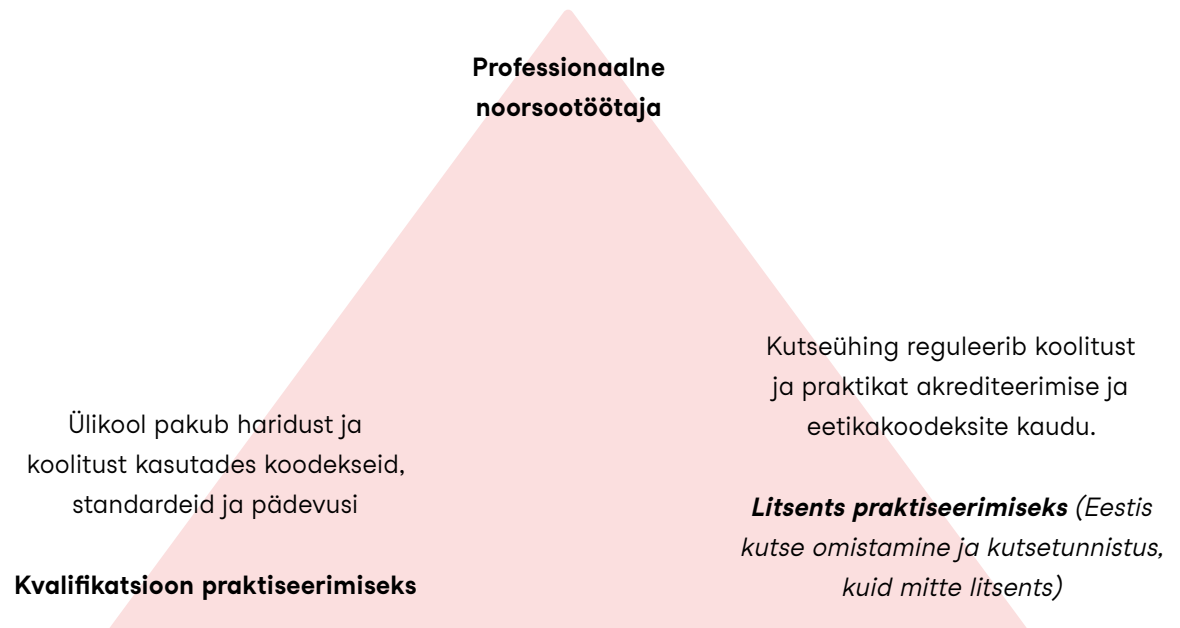 Professionaalne
noorsootöötaja
Ülikool pakub haridust ja
koolitust kasutades koodekseid,
standardeid ja pädevusi
Kvalifikatsioon praktiseerimiseks
Kutseühing reguleerib koolitust
ja praktikat akrediteerimise ja
eetikakoodeksite kaudu.
Litsents praktiseerimiseks (Eestis
kutse omistamine ja kutsetunnistus,
kuid mitte litsents)